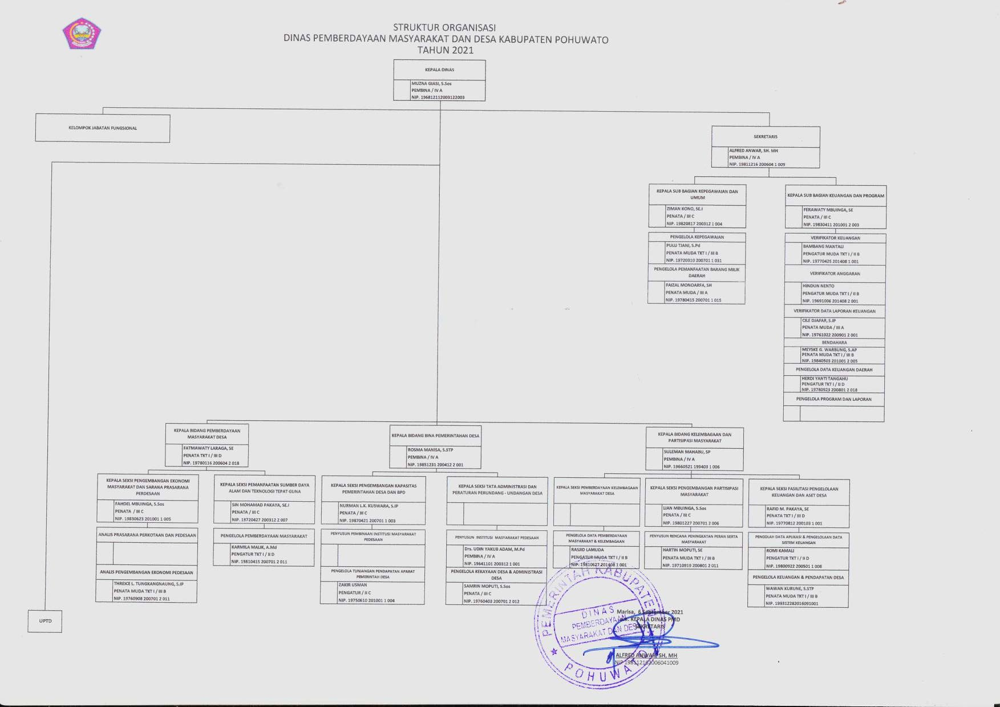 STRUKTUR ORGANISASI
DINAS PEMBERDAYAAN MASYARAKAT DAN DESA KABUPATEN POHUWATO
TAHUN 2021
KEPALA DINAS
MUZNA GIASI, S.Sos
PEMBINA / IV A
NIP. 196812112003122003
KELOMPOK JABATAN FUNGSIONAL
SEKRETARIS
ALFRED ANWAR, SH. MH
PEMBINA / IV A
NIP. 19811216 200604 1 009
KEPALA SUB BAGIAN KEPEGAWAIAN DAN
UMUM
ZIMAN KONO, SE.I
PENATA / III C
NIP. 19820817 200312 1 004
PENGELOLA KEPEGAWAIAN
PULU TJANI, S.Pd
PENATA MUDA TKT I / III B
NIP. 19720310 200701 1 031
PENGELOLA PEMANFAATAN BARANG MILIK
DAERAH
FAIZAL MONOARFA, SH
PENATA MUDA / III A
NIP. 19780415 200701 1 015
KEPALA SUB BAGIAN KEUANGAN DAN PROGRAM
FERAWATY MBUINGA, SE
PENATA / III C
NIP. 19830411 201001 2 003
VERIFIKATOR KEUANGAN
BAMBANG MANTALI
PENGATUR MUDA TKT I / II B
NIP. 19770425 201408 1 001
VERIFIKATOR ANGGARAN
HINDUN NENTO
PENGATUR MUDA TKT I / II B
NIP. 19691006 201408 2 001
VERIFIKATOR DATA LAPORAN KEUANGAN
CILE DJAFAR, S.IP
PENATA MUDA / III A
NIP. 19761022 200901 2 001
BENDAHARA
MEYSKE G. WARBUNG, S.AP
PENATA MUDA TKT I / III B
NIP. 19840503 201001 2 005
PENGELOLA DATA KEUANGAN DAERAH
HERDI YANTI TANGAHU
PENGATUR TKT I / II D
NIP. 19780923 200801 2 018
PENGELOLA PROGRAM DAN LAPORAN
KEPALA BIDANG PEMBERDAYAAN
MASYARAKAT DESA
FATMAWATY LARAGA, SE
PENATA TKT I / III D
NIP. 19780116 200604 2 018
KEPALA BIDANG BINA PEMERINTAHAN DESA
ROSMA MANISA, S.STP
PEMBINA / IV A
NIP. 19851231 200412 2 001
KEPALA BIDANG KELEMBAGAAN DAN
PARTISIPASI MASYARAKAT
SULEMAN MAHABU, SP
PEMBINA / IV A
NIP. 19660521 199403 1 006
KEPALA SEKSI PENGEMBANGAN EKONOMI
MASYARAKAT DAN SARANA PRASARANA
PERDESAAN
FAHDEL MBUINGA, S.Sos
PENATA / III C
NIP. 19830623 201001 1 005
ANALIS PRASARANA PERKOTAAN DAN PEDESAAN
ANALIS PENGEMBANGAN EKONOMI PEDESAAN
THREICE L. TUNGKANGNAUNG, S.IP
PENATA MUDA TKT I / III B
NIP. 19760908 200701 2 011
KEPALA SEKSI PEMANFAATAN SUMBER DAYA
ALAM DAN TEKNOLOGI TEPAT GUNA
SIN MOHAMAD PAKAYA, SE.I
PENATA / III C
NIP. 19720427 200312 2 007
PENGELOLA PEMBERDAYAAN MASYARAKAT
KARMILA MALIK, A.Md
PENGATUR TKT I / II D
NIP. 19810415 200701 2 011
KEPALA SEKSI PENGEMBANGAN KAPASITAS
PEMERINTAHAN DESA DAN BPD
NURMAN L.K. KUSWARA, S.IP
PENATA / III C
NIP. 19870421 200701 1 003
PENYUSUN PEMBINAAN INSTITUSI MASYARAKAT
PEDESAAN
PENGELOLA TUNJANGAN PENDAPATAN APARAT
PEMERINTAH DESA
ZAKIR USMAN
PENGATUR / II C
NIP. 19750610 201001 1 004
KEPALA SEKSI TATA ADMINISTRASI DAN
PERATURAN PERUNDANG - UNDANGAN DESA
PENYUSUN INSTITUSI MASYARAKAT PEDESAAN
Drs. UDIN YAKUB ADAM, M.Pd
PEMBINA / IV A
NIP. 19641101 200312 1 001
PENGELOLA KEKAYAAN DESA & ADMINISTRASI
DESA
SAMRIN MOPUTI, S.Sos
PENATA / III C
NIP. 19760403 200701 2 012
KEPALA SEKSI PEMBERDAYAAN KELEMBAGAAN
MASYARAKAT DESA
PENGELOLA DATA PEMBERDAYAAN
MASYARAKAT & KELEMBAGAAN
RASJID LAMUDA
PENGATUR MUDA TKT I / II B
NIP. 19810627 201408 1 001
KEPALA SEKSI PENGEMBANGAN PARTISIPASI
MASYARAKAT
LIAN MBUINGA, S.Sos
PENATA / III C
NIP. 19801227 200701 2 006
PENYUSUN RENCANA PENINGKATAN PERAN SERTA
MASYARAKAT
HARTIN MOPUTI, SE
PENATA MUDA TKT I / III B
NIP. 19710919 200801 2 011
KEPALA SEKSI FASILITASI PENGELOLAAN
KEUANGAN DAN ASET DESA
RAFID M. PAKAYA, SE
PENATA TKT I / III D
NIP. 19770812 200103 1 001
PENGOLAH DATA APLIKASI & PENGELOLAAN DATA
SISTEM KEUANGAN
ROMI KAMALI
PENGATUR TKT I / II D
NIP. 19800922 200501 1 008
PENGELOLA KEUANGAN & PENDAPATAN DESA
WAWAN KURUNE, S.STP
PENATA MUDA TKT I / III B
NIP. 199312282016091001
UPTD
Marisa, 6 September 2021
KEPALA DINAS PMD
SEKRETARIS
ALFRED ANWAR, SH, MH
NIP 198112162006041009
PEMERINTAH KABUPATEN
DINAS
PEMBERDAYAAN
MASYARAKAT DAN DESA
POHUWATO